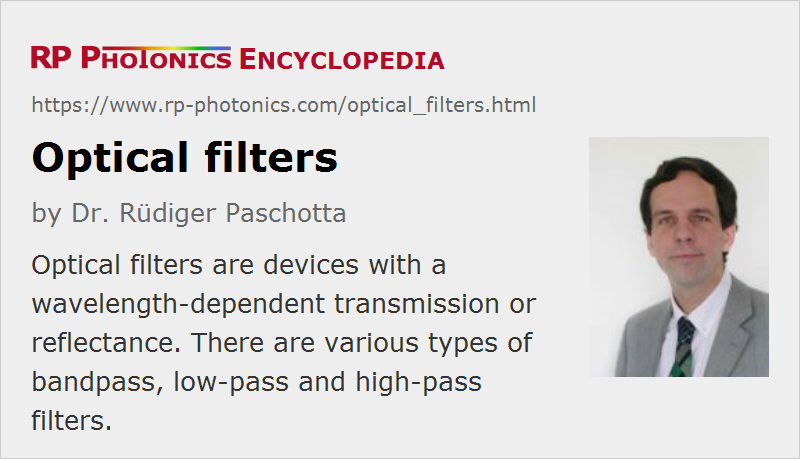 RP PHOTONICS ENCYCLOPEDIA
https://www.rp-photonics.com/optical_filters.html
Optical filters
by Dr. Rüdiger Paschotta
Optical filters are devices with a
wavelength-dependent transmission or
reflectance. There are various types of
bandpass, low-pass and high-pass
filters.